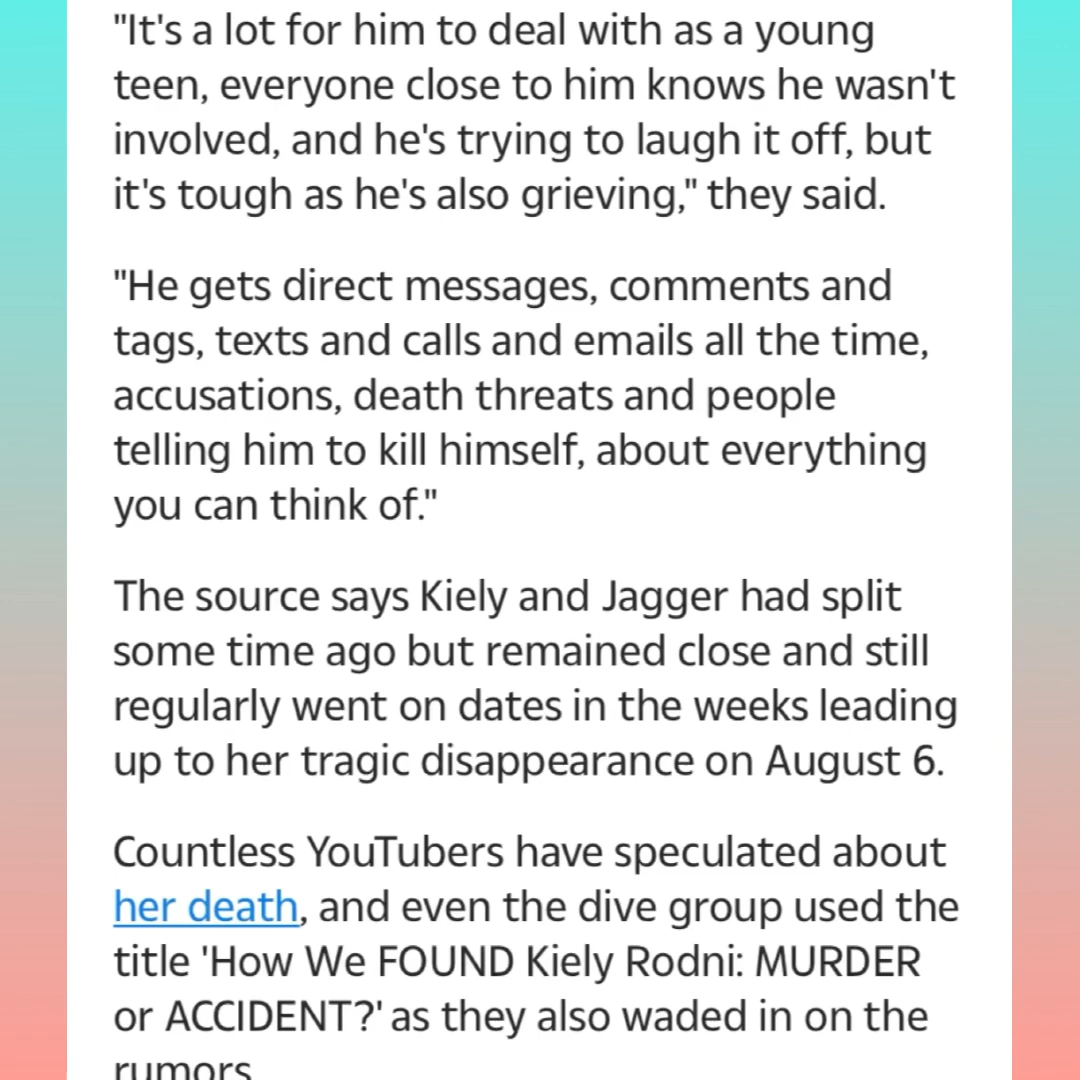 "It's a lot for him to deal with as a young
teen, everyone close to him knows he wasn't
involved, and he's trying to laugh it off, but
it's tough as he's also grieving," they said.
"He gets direct messages, comments and
tags, texts and calls and emails all the time,
accusations, death threats and people
telling him to kill himself, about everything
you can think of."
The source says Kiely and Jagger had split
some time ago but remained close and still
regularly went on dates in the weeks leading
up to her tragic disappearance on August 6.
Countless YouTubers have speculated about
her death, and even the dive group used the
title 'How We FOUND Kiely Rodni: MURDER
or ACCIDENT?' as they also waded in on the
rumors